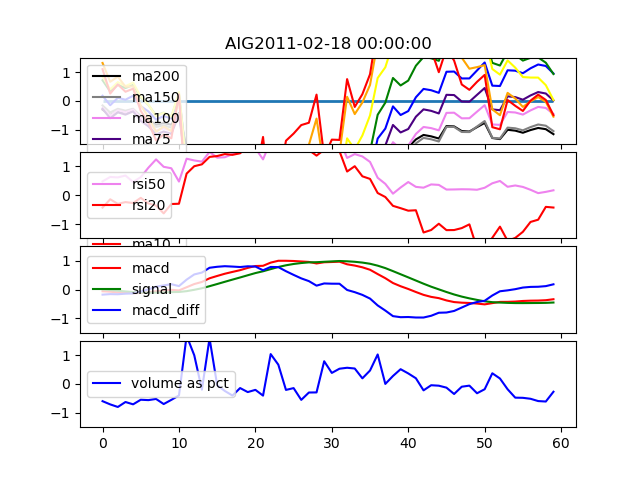 AIG2011-02-18 00:00:00
1
0
−1
ma200
ma150
ma100
ma75
1
0
−1
rsi50
rsi20
ma10
1
0
−1
macd
signal
macd_diff
1
0
−1
volume as pct
0 10 20 30 40 50 60